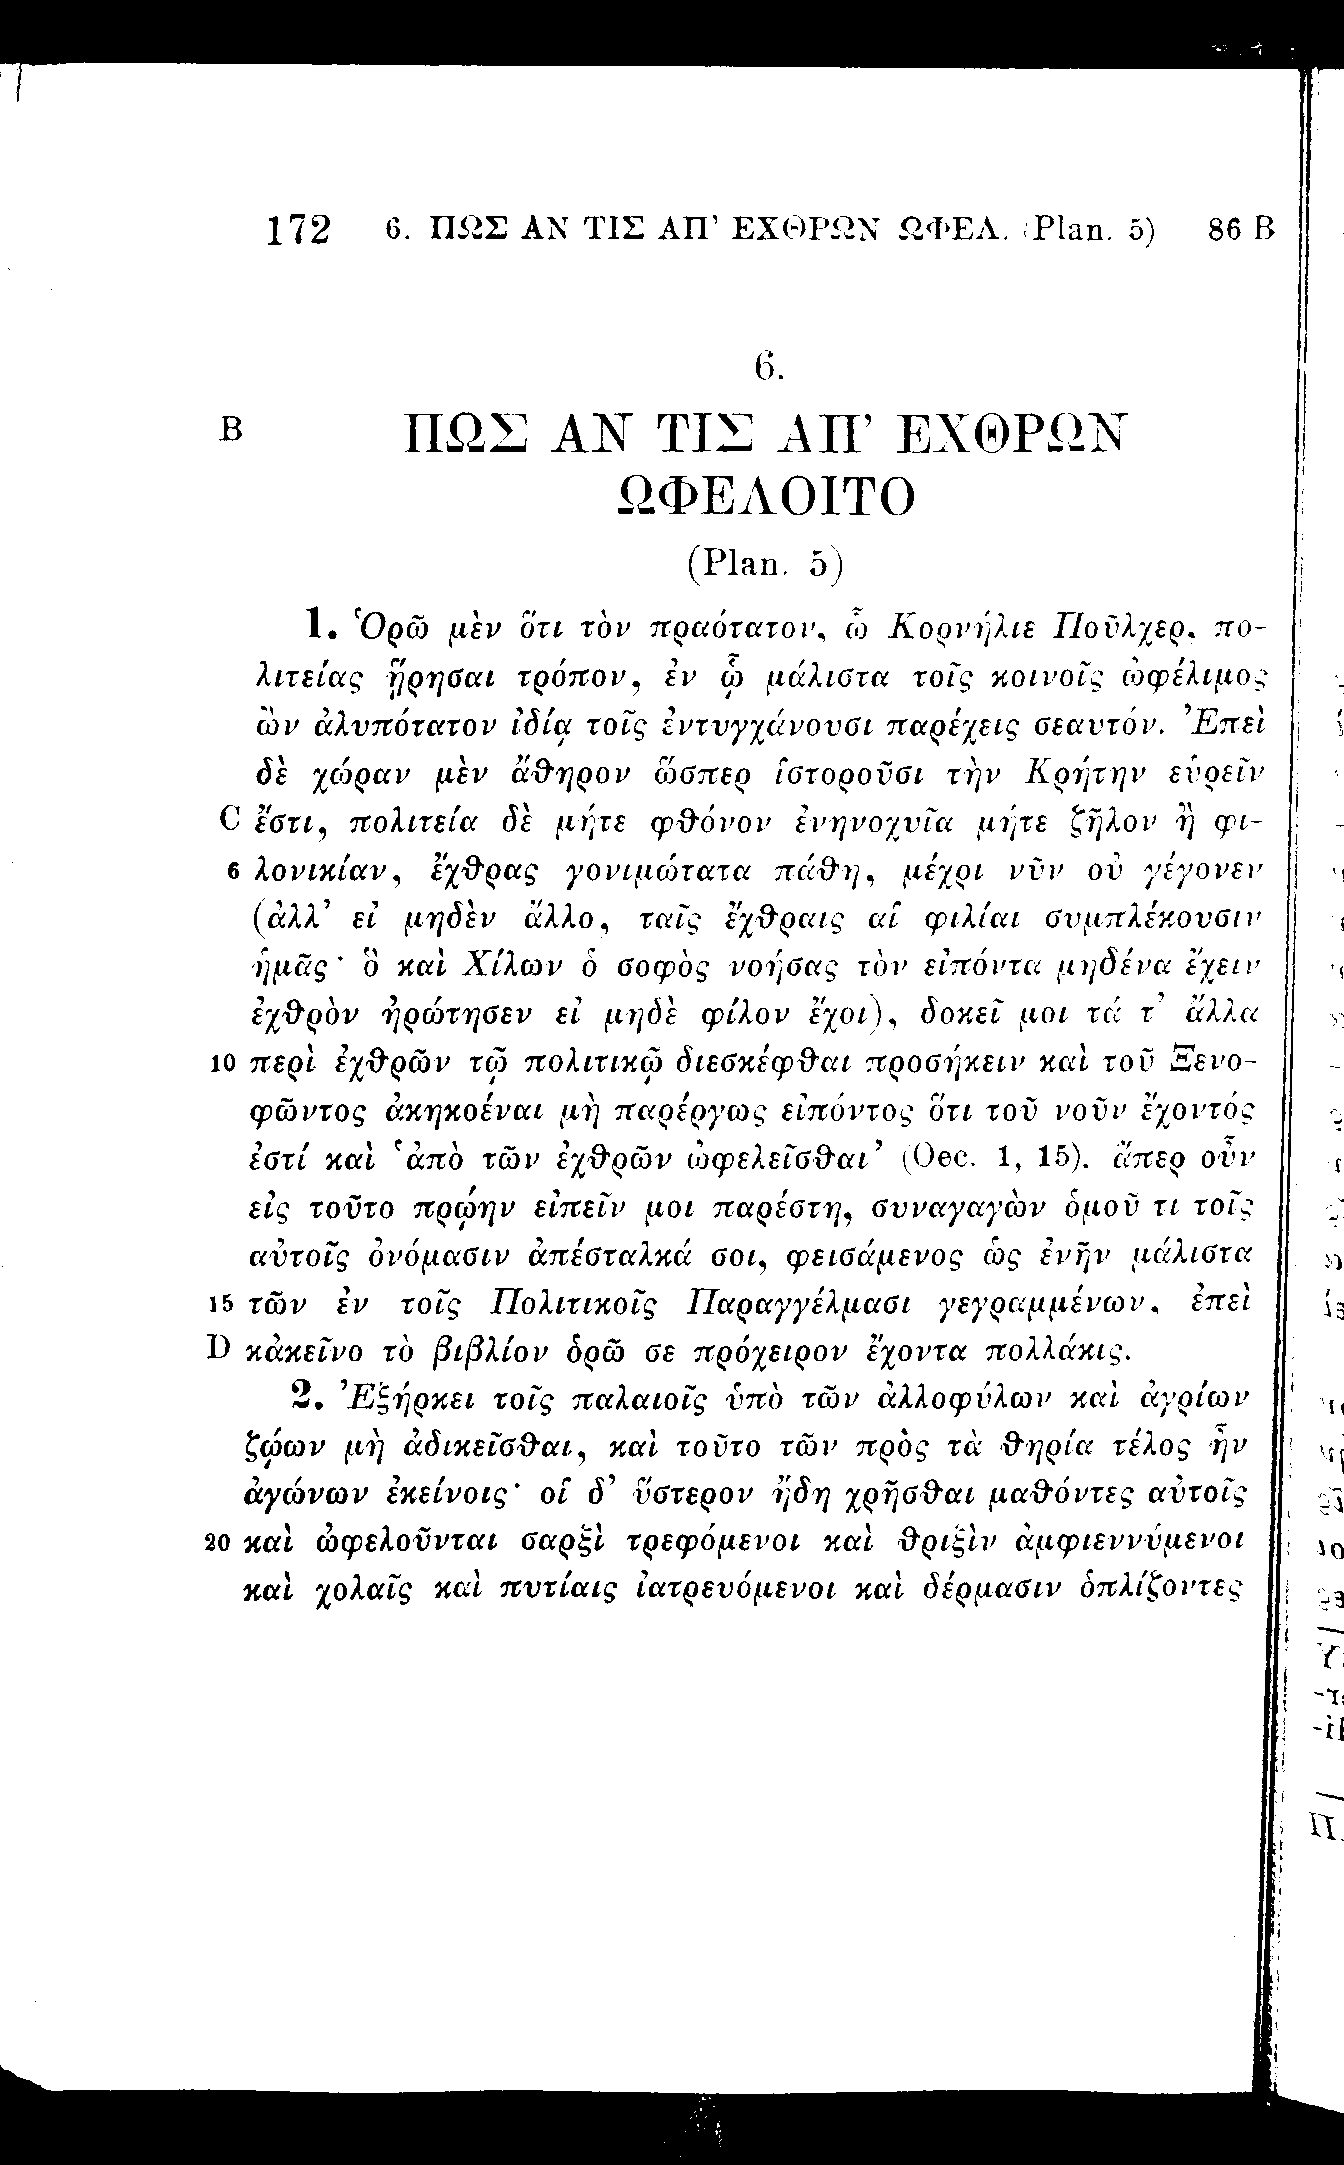 172 6. ΠΩΣ ΑΝ ΤΙΣ ΑΠ’ ΕΧΘΡΩΝ ΩΦΕΛ. (Plan. 5) 86 B
6.
B ΠΩΣ ΑΝ ΤΙΣ ΑΠ’ ΕΧΘΡΩΝ
ΩΦΕΛΟΙΤΟ
(Plan. 5)
1. Ὁρῶ μὲν ὅτι τὸν πραότατον, ὦ Κορνήλιε Ποῦλχερ, πο-
λιτείας ᾕρησαι τρόπον, ἐν ᾧ μάλιστα τοῖς κοινοῖς ὠφέλιμος
ὢν ἀλυπότατον ἰδίᾳ τοῖς ἐντυγχάνουσι παρέχεις σεαυτόν. Ἐπεὶ
δὲ χώραν μὲν ἄθηρον ὥσπερ ἱστοροῦσι τὴν Κρήτην εὑρεῖν
C ἔστι, πολιτεία δὲ μήτε φθόνον ἐνηνοχυῖα μήτε ζῆλον ἢ φι-
6 λονικίαν, ἔχθρας γονιμώτατα πάθη, μέχρι νῦν οὐ γέγονεν
(ἀλλ’ εἰ μηδὲν ἄλλο, ταῖς ἔχθραις αἱ φιλίαι συμπλέκουσιν
ἡμᾶς· ὃ καὶ Χίλων ὁ σοφὸς νοήσας τὸν εἰπόντα μηδένα ἔχειν
ἐχθρὸν ἠρώτησεν εἰ μηδὲ φίλον ἔχοι), δοκεῖ μοι τά τ’ ἄλλα
10 περὶ ἐχθρῶν τῷ πολιτικῷ διεσκέφθαι προσήκειν καὶ τοῦ Ξενο-
φῶντος ἀκηκοέναι μὴ παρέργως εἰπόντος ὅτι τοῦ νοῦν ἔχοντός
ἐστί καὶ ‘ἀπὸ τῶν ἐχθρῶν ὠφελεῖσθαι’ (Oec. 1, 15). ἅπερ οὖν
εἰς τοῦτο πρῴην εἰπεῖν μοι παρέστη, συναγαγὼν ὁμοῦ τι τοῖς
αὐτοῖς ὀνόμασιν ἀπέσταλκά σοι, φεισάμενος ὡς ἐνῆν μάλιστα
15 τῶν ἐν τοῖς Πολιτικοῖς Παραγγέλμασι γεγραμμένων, ἐπεὶ
D κἀκεῖνο τὸ βιβλίον ὁρῶ σε πρόχειρον ἔχοντα πολλάκις.
2. Ἐξήρκει τοῖς παλαιοῖς ὑπὸ τῶν ἀλλοφύλων καὶ ἀγρίων
ζῴων μὴ ἀδικεῖσθαι, καὶ τοῦτο τῶν πρὸς τὰ θηρία τέλος ἦν
ἀγώνων ἐκείνοις· οἱ δ’ ὕστερον ἤδη χρῆσθαι μαθόντες αὐτοῖς
20 καὶ ὠφελοῦνται σαρξὶ τρεφόμενοι καὶ θριξὶν ἀμφιεννύμενοι
καὶ χολαῖς καὶ πυτίαις ἰατρευόμενοι καὶ δέρμασιν ὁπλίζοντες